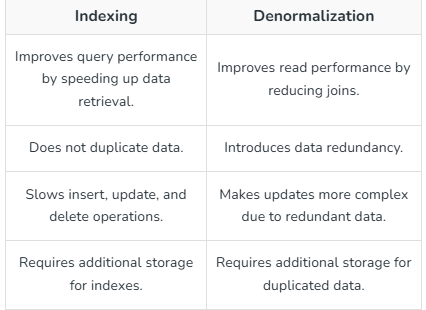 Indexing
Denormalization
Improves query performance
by speeding up data
retrieval.
Improves read performance by
reducing joins.
Does not duplicate data.
Introduces data redundancy.
Slows insert, update, and
delete operations.
Makes updates more complex
due to redundant data.
Requires additional storage
for indexes.
Requires additional storage for
duplicated data.